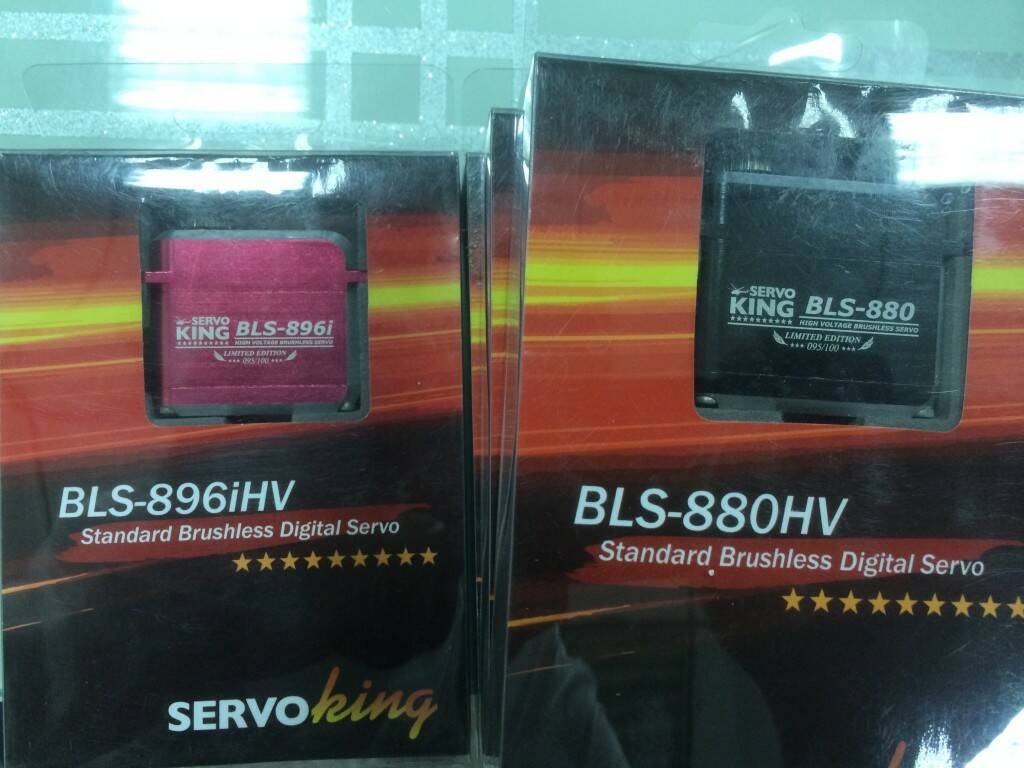 SERVO
KING
BLS-896i
HIGH VOLTAGE BRUSHLESS SERVO
LIMITED EDITION
095/100
BLS-896iHV
Standard Brushless Digital Servo
SERVOking
SERVO
KING
BLS-880
HIGH VOLTAGE BRUSHLESS SERVO
LIMITED EDITION
095/100
BLS-880HV
Standard Brushless Digital Servo